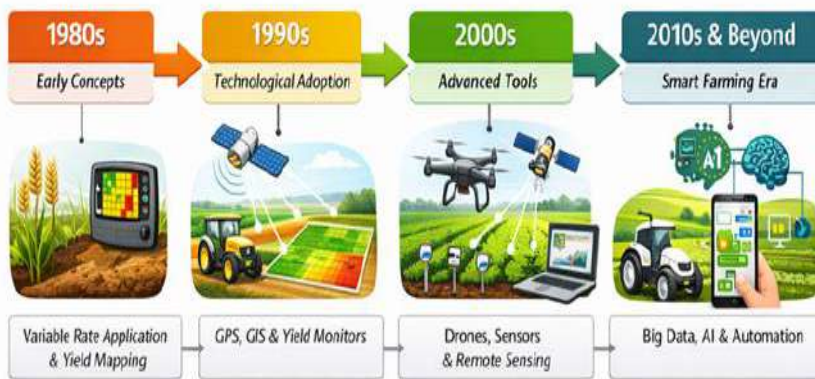 1980s
Early Concepts
1990s
Technological Adoption
2000s
Advanced Tools
2010s & Beyond
Smart Farming Era
AI
Variable Rate Application
& Yield Mapping
GPS, GIS & Yield Monitors
Drones, Sensors
& Remote Sensing
Big Data, AI & Automation